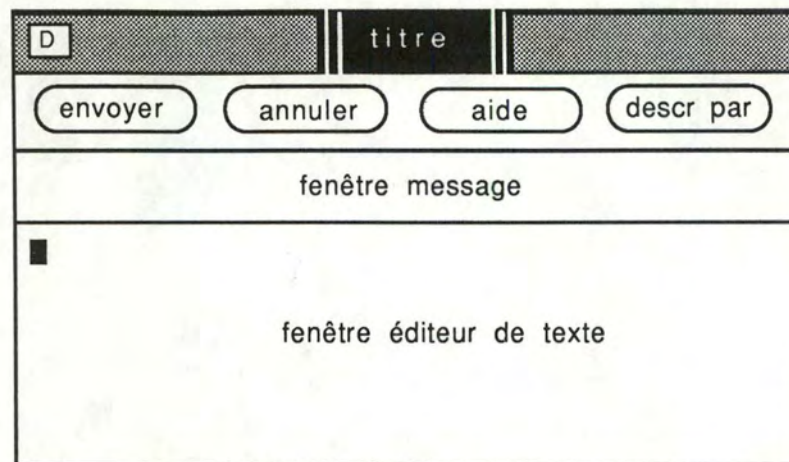 D titre
envoyer annuler aide descr par
fenêtre message
fenêtre éditeur de texte